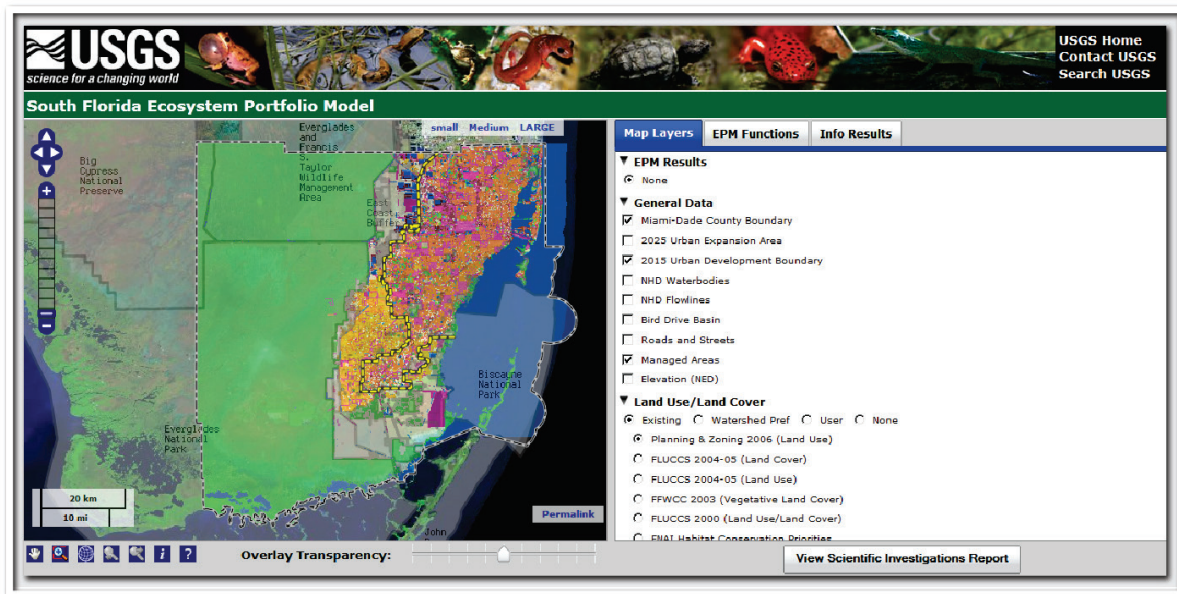 USGS
science for a changing world
USGS Home
Contact USGS
Search USGS
South Florida Ecosystem Portfolio Model
small Medium LARGE
Everglades
and
Francis
S.
Taylor
Wildlife
Management
Area
Big
Cypress
National
Preserve
East
Coast
Buffer
Biscayne
National
Park
Everglades
National
Park
John
20 km
10 mi
Permalink
Overlay Transparency:
Map Layers EPM Functions Info Results
EPM Results
None
General Data
Miami-Dade County Boundary
2025 Urban Expansion Area
2015 Urban Development Boundary
NHD Waterbodies
NHD Flowlines
Bird Drive Basin
Roads and Streets
Managed Areas
Elevation (NED)
Land Use/Land Cover
Existing Watershed Pref User None
Planning & Zoning 2006 (Land Use)
FLUCCS 2004-05 (Land Cover)
FLUCCS 2004-05 (Land Use)
FFWCC 2003 (Vegetative Land Cover)
FLUCCS 2000 (Land Use/Land Cover)
FNAI Habitat Conservation Priorities
View Scientific Investigations Report